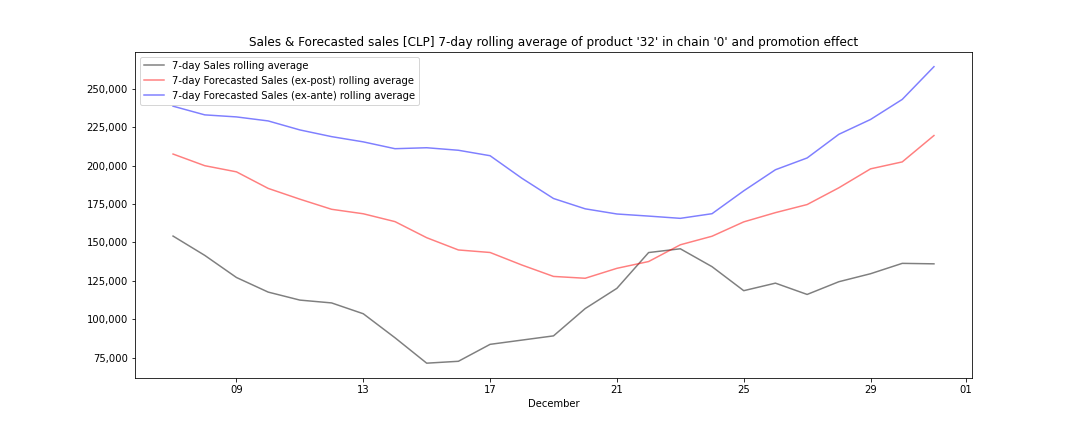 Sales & Forecasted sales [CLP] 7-day rolling average of product '32' in chain '0' and promotion effect
7-day Sales rolling average
7-day Forecasted Sales (ex-post) rolling average
7-day Forecasted Sales (ex-ante) rolling average
250,000
225,000
200,000
175,000
150,000
125,000
100,000
75,000
09 13 17 21 25 29 01
December